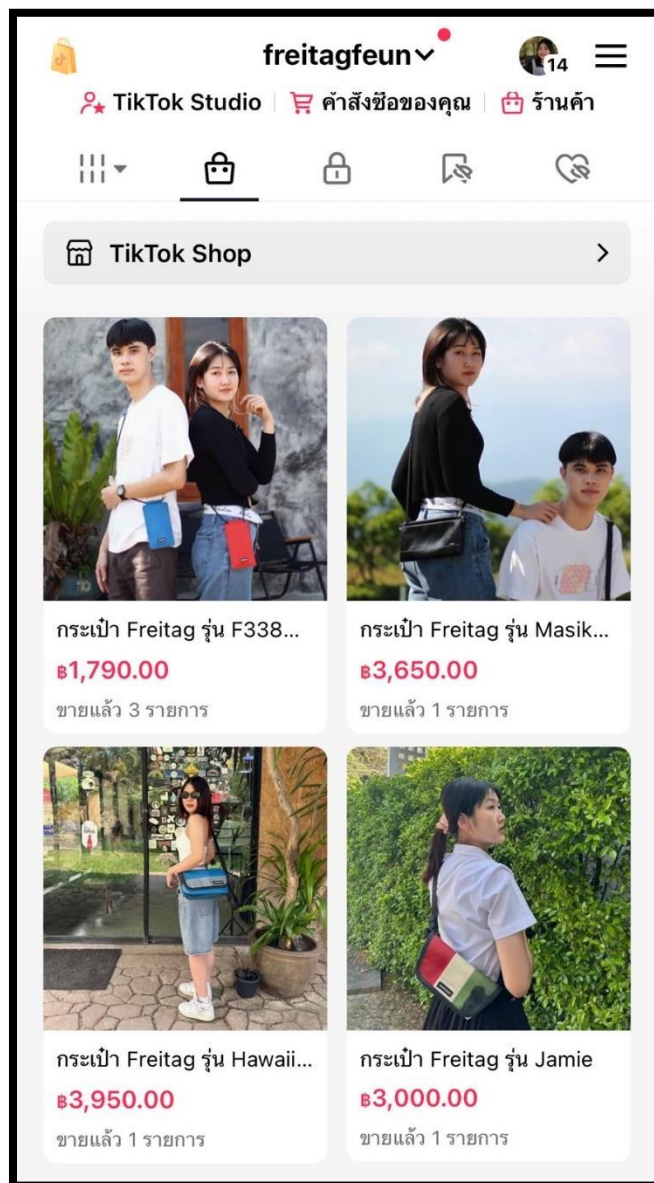 freitagfeun
14
TikTok Studio
คำสั่งซื้อของคุณ
ร้านค้า
TikTok Shop
กระเป๋า Freitag รุ่น F338...
฿1,790.00
ขายแล้ว 3 รายการ
กระเป๋า Freitag รุ่น Masik...
฿3,650.00
ขายแล้ว 1 รายการ
กระเป๋า Freitag รุ่น Hawaii...
฿3,950.00
ขายแล้ว 1 รายการ
กระเป๋า Freitag รุ่น Jamie
฿3,000.00
ขายแล้ว 1 รายการ